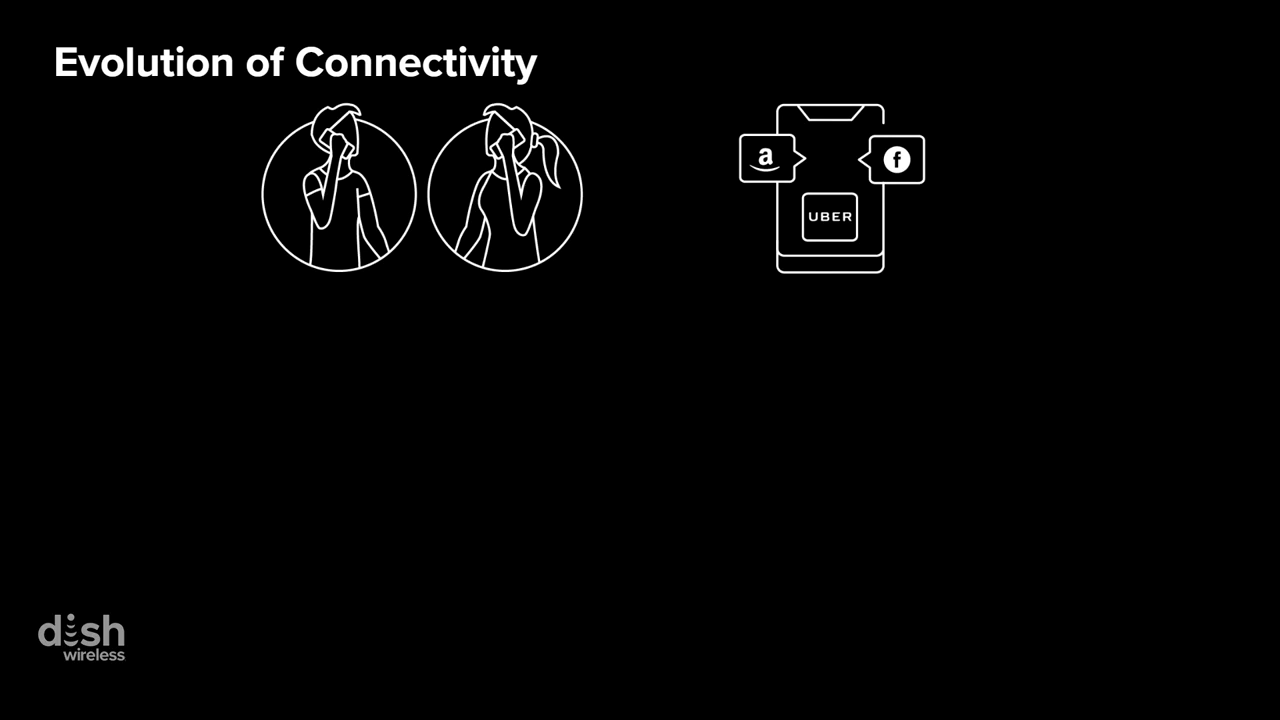 Evolution of Connectivity
a
f
UBER
dish
wireless